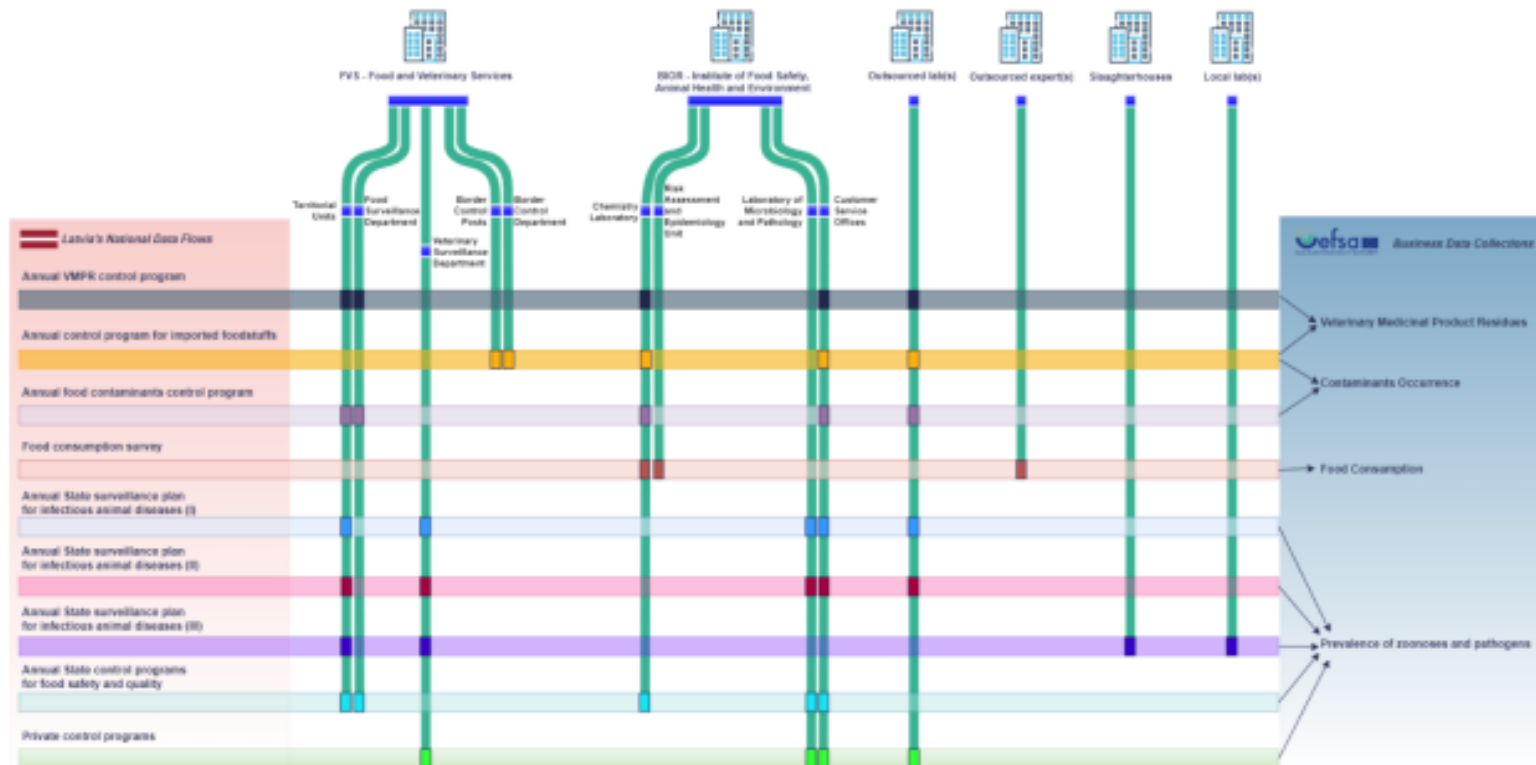 FVS - Food and Veterinary Services
BIOR - Institute of Food Safety,
Animal Health and Environment
Outsourced lab(s)
Outsourced expert(s)
Slaughterhouses
Local lab(s)
Territorial
Units
Food
Surveillance
Department
Veterinary
Surveillance
Department
Border
Control
Posts
Border
Control
Department
Chemistry
Laboratory
Risk
Assessment
and
Epidemiology
Unit
Laboratory of
Microbiology
and Pathology
Customer
Service
Offices
Latvia's National Data Flows
efsa
Business Data Collections
Annual VMPR control program
Annual control program for imported foodstuffs
Annual food contaminants control program
Food consumption survey
Annual State surveillance plan
for infectious animal diseases (I)
Annual State surveillance plan
for infectious animal diseases (II)
Annual State surveillance plan
for infectious animal diseases (III)
Annual State control programs
for food safety and quality
Private control programs
Veterinary Medicinal Product Residues
Contaminants Occurrence
Food Consumption
Prevalence of zoonoses and pathogens